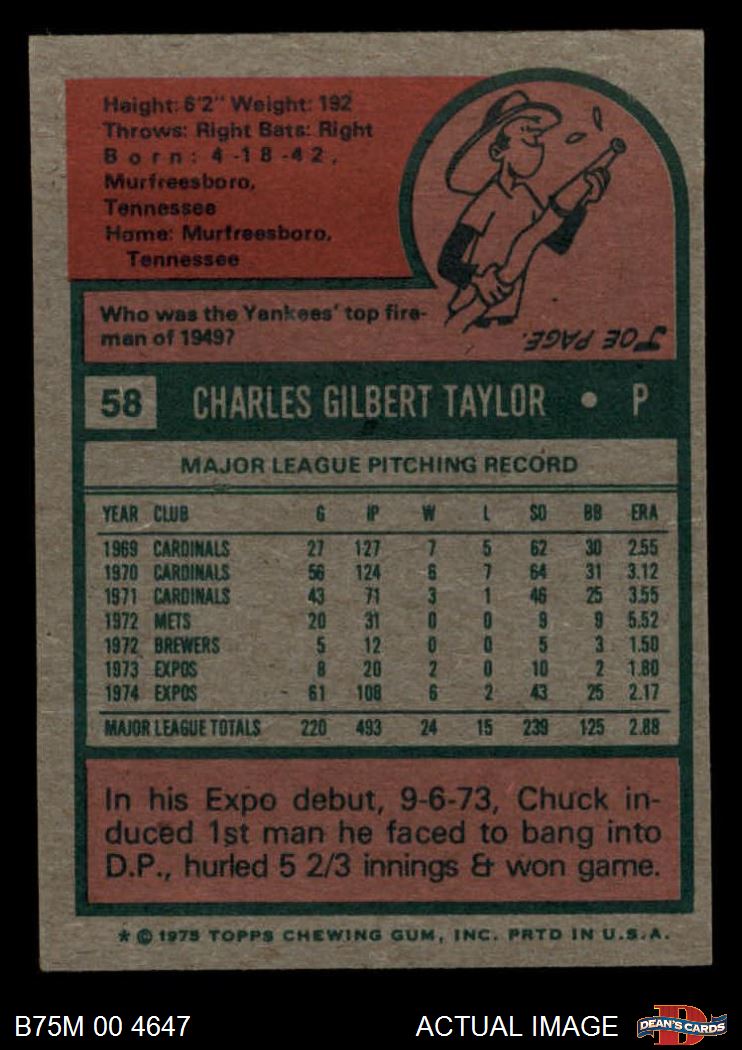 Height: 6'2" Weight: 192
Throws: Right Bats: Right
Born: 4-18-42,
Murfreesboro,
Tennessee
Home: Murfreesboro,
Tennessee
Who was the Yankees' top fire-
man of 1949?
JOE PAGE.
58 CHARLES GILBERT TAYLOR • P
MAJOR LEAGUE PITCHING RECORD
YEAR CLUB G IP W L SO BB ERA
1969 CARDINALS 27 127 7 5 62 30 2.55
1970 CARDINALS 56 124 6 7 64 31 3.12
1971 CARDINALS 43 71 3 1 46 25 3.55
1972 METS 20 31 0 0 9 9 5.52
1972 BREWERS 5 12 0 0 5 3 1.50
1973 EXPOS 8 20 2 0 10 2 1.80
1974 EXPOS 61 108 6 2 43 25 2.17
MAJOR LEAGUE TOTALS 220 493 24 15 239 125 2.88
In his Expo debut, 9-6-73, Chuck in-
duced 1st man he faced to bang into
D.P., hurled 5 2/3 innings & won game.
* © 1975 TOPPS CHEWING GUM, INC. PRTD IN U.S.A.
B75M 00 4647 ACTUAL IMAGE
DEAN'S CARDS